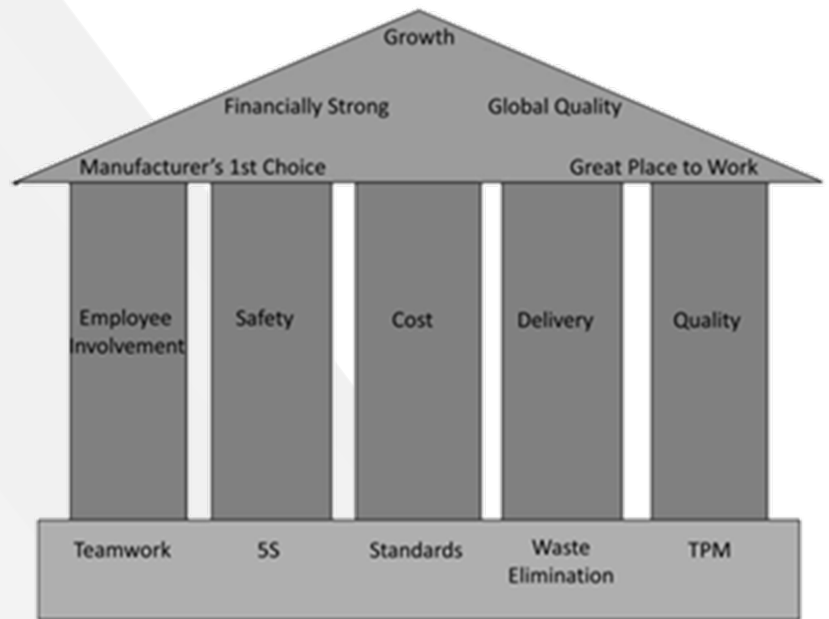 Growth
Financially Strong
Global Quality
Manufacturer's 1st Choice
Great Place to Work
Employee
Involvement
Safety
Cost
Delivery
Quality
Teamwork
5S
Standards
Waste
Elimination
TPM